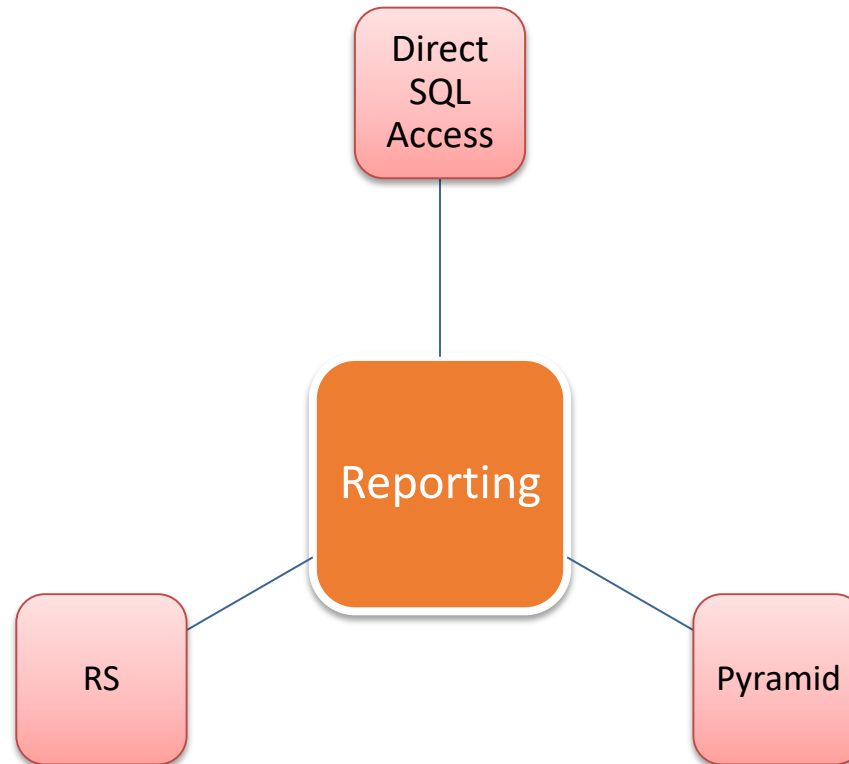 Direct
SQL
Access
Reporting
RS
Pyramid